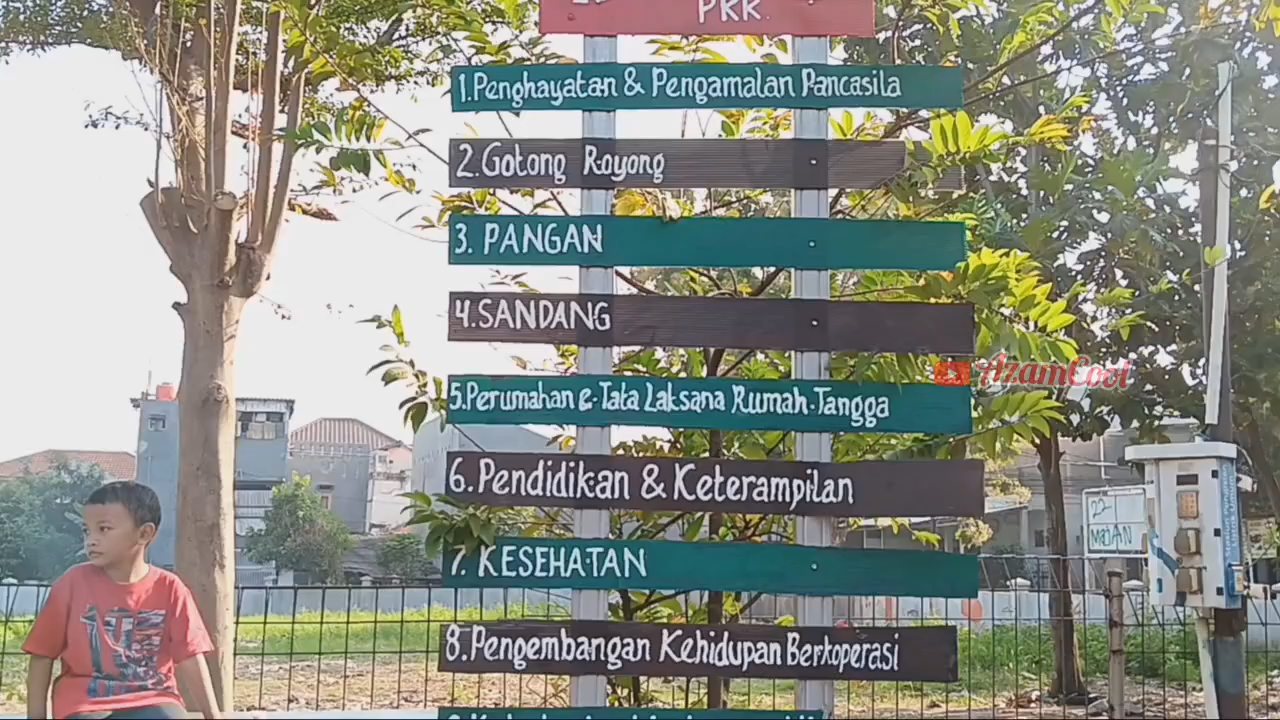 PKK.
1.Penghayatan & Pengamalan Pancasila
2.Gotong Royong
3. PANGAN
4.SANDANG
5.Perumahan & Tata Laksana Rumah Tangga
6.Pendidikan & Keterampilan
7. KESEHATAN
8.Pengembangan Kehidupan Berkoperasi
AzamCool
22-
MAJAN